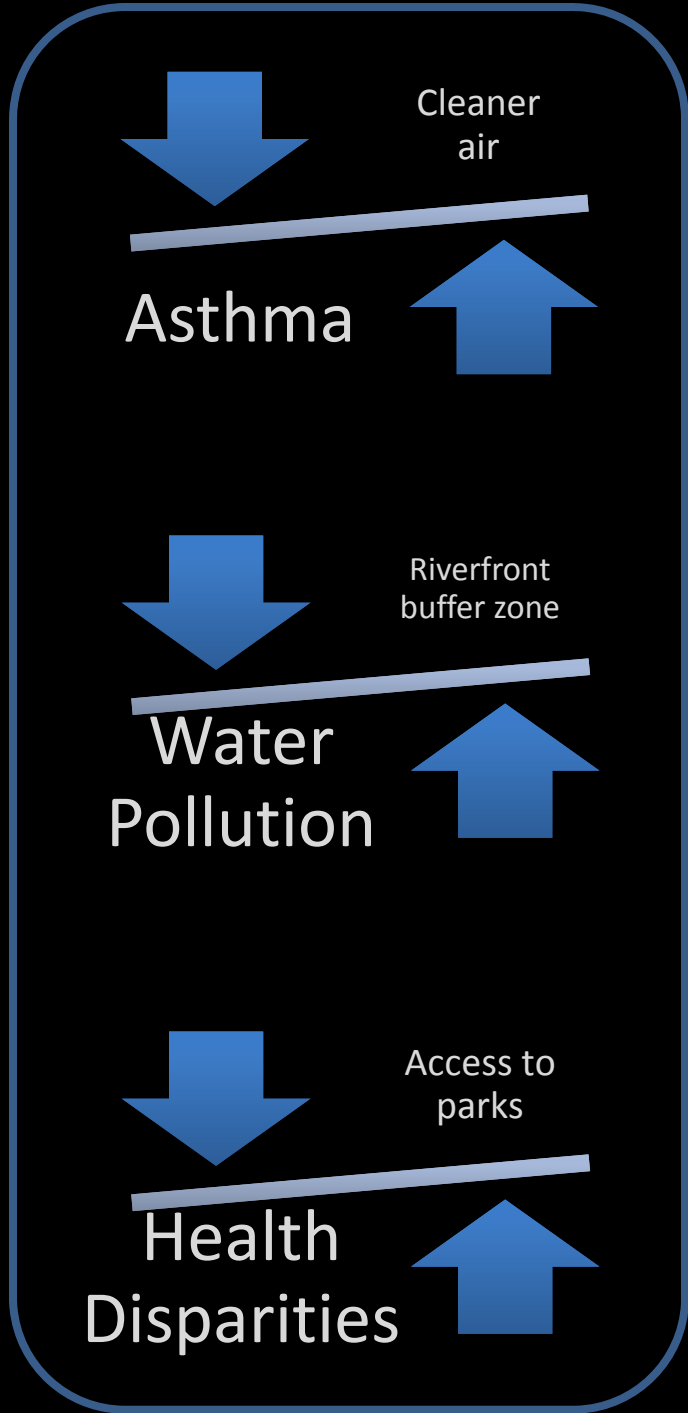 Cleaner
air
Asthma
Riverfront
buffer zone
Water
Pollution
Access to
parks
Health
Disparities